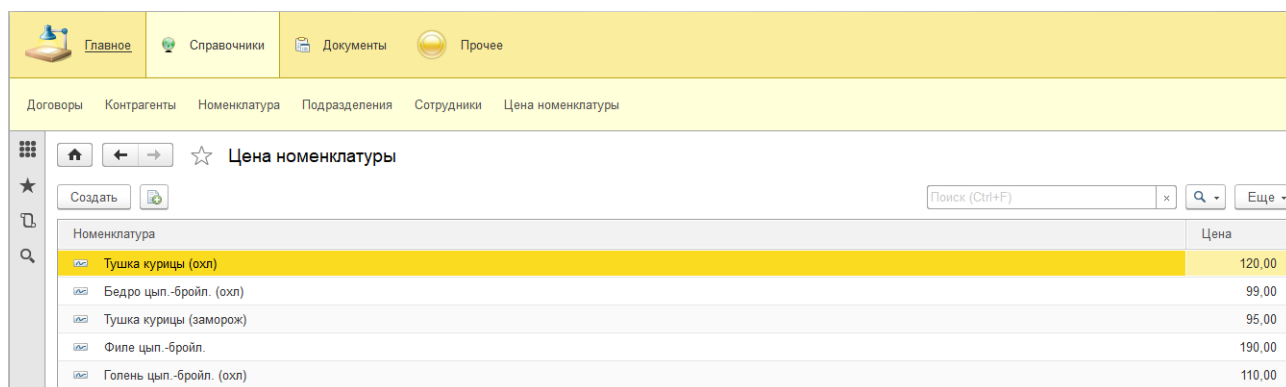 Главное Справочники Документы Прочее
Договоры Контрагенты Номенклатура Подразделения Сотрудники Цена номенклатуры
Цена номенклатуры
Создать Поиск (Ctrl+F) × Еще
Номенклатура Цена
Тушка курицы (охл) 120,00
Бедро цып.-бройл. (охл) 99,00
Тушка курицы (заморож) 95,00
Филе цып.-бройл. 190,00
Голень цып.-бройл. (охл) 110,00